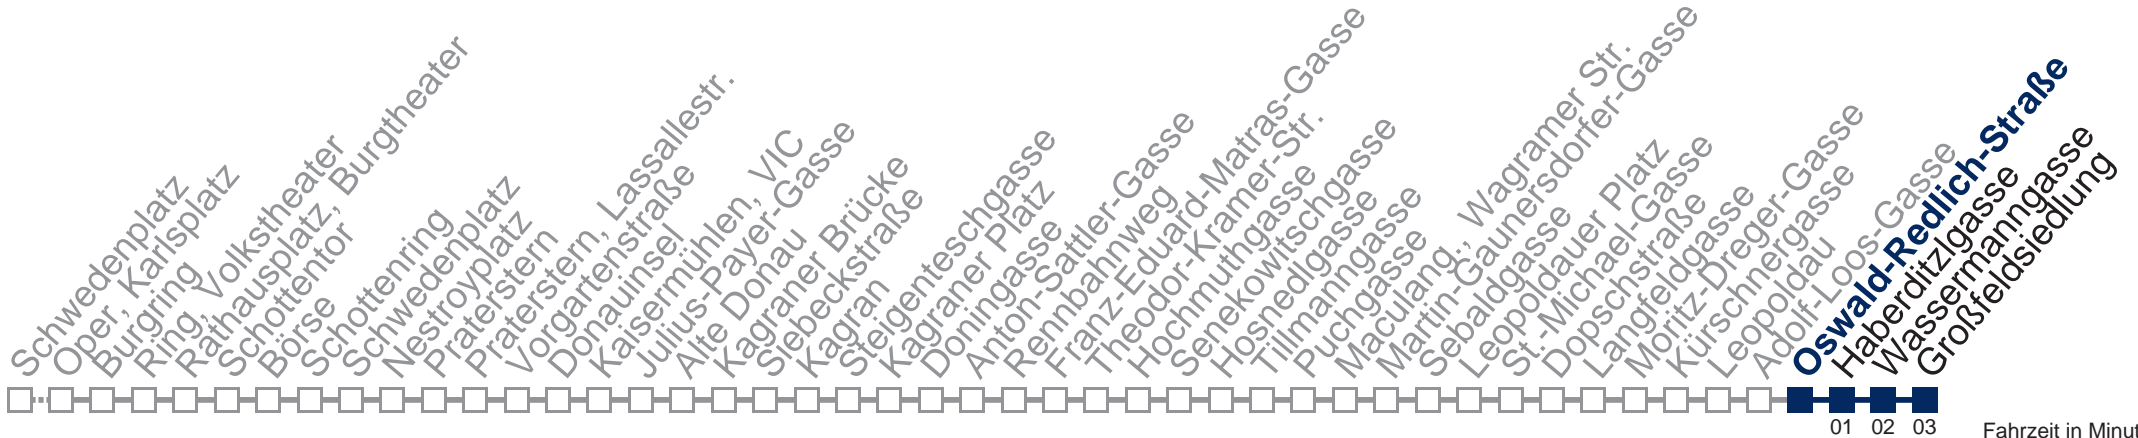 Schwedenplatz
Oper, Karlsplatz
Burgring
Ring, Volkstheater
Rathausplatz, Burgtheater
Schottentor
Börse
Schottenring
Schwedenplatz
Nestroyplatz
Praterstern
Praterstern, Lassallestr.
Vorgartenstraße
Donauinsel
Kaisermühlen, VIC
Julius-Payer-Gasse
Alte Donau
Kagraner Brücke
Siebeckstraße
Kagran
Steigenteschgasse
Kagraner Platz
Doningasse
Anton-Sattler-Gasse
Rennbahnweg
Franz-Eduard-Matras-Gasse
Theodor-Kramer-Str.
Hochmuthgasse
Senekowitschgasse
Hosnedlgasse
Tillmanngasse
Puchgasse
Maculang., Wagramer Str.
Martin-Gaunersdorfer-Gasse
Sebaldgasse
Leopoldauer Platz
St.-Michael-Gasse
Dopschstraße
Langfeldgasse
Moritz-Dreger-Gasse
Kürschnergasse
Leopoldau
Adolf-Loos-Gasse
Oswald-Redlich-Straße
Haberditzlgasse
Wassermanngasse
Großfeldsiedlung
01 02 03
Fahrzeit in Minut